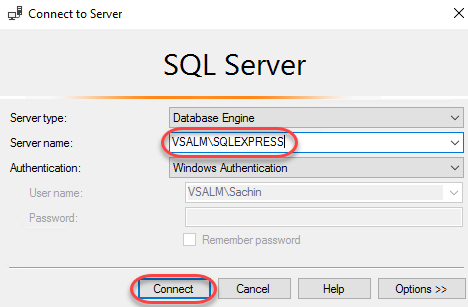 Connect to Server
SQL Server
Server type: Database Engine
Server name: VSALM\SQLEXPRESS
Authentication: Windows Authentication
User name: VSALM\Sachin
Password:
Remember password
Connect Cancel Help Options >>